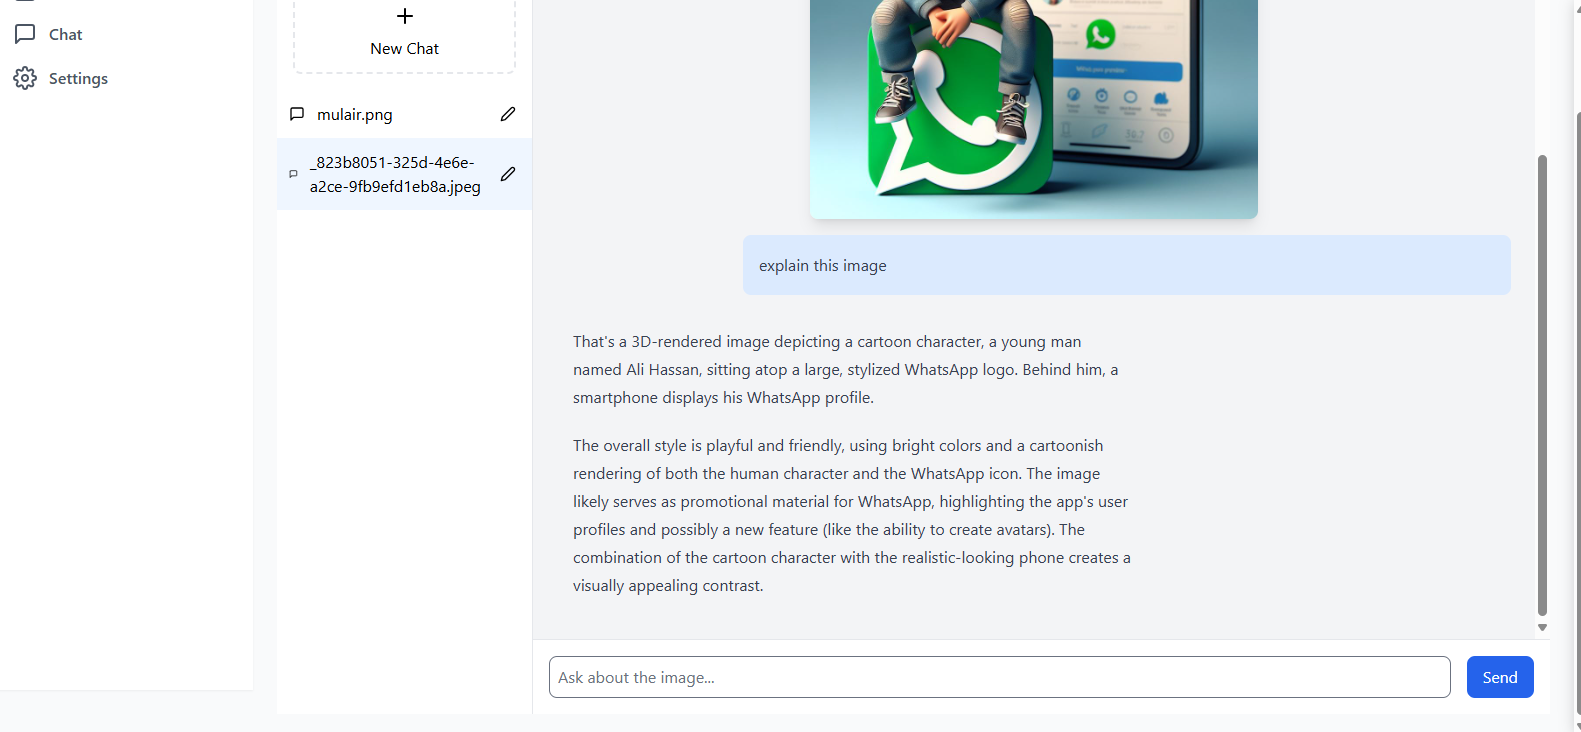 Chat
Settings
New Chat
mulair.png
_823b8051-325d-4e6e-
a2ce-9fb9efd1eb8a.jpeg
explain this image
That's a 3D-rendered image depicting a cartoon character, a young man
named Ali Hassan, sitting atop a large, stylized WhatsApp logo. Behind him, a
smartphone displays his WhatsApp profile.
The overall style is playful and friendly, using bright colors and a cartoonish
rendering of both the human character and the WhatsApp icon. The image
likely serves as promotional material for WhatsApp, highlighting the app's user
profiles and possibly a new feature (like the ability to create avatars). The
combination of the cartoon character with the realistic-looking phone creates a
visually appealing contrast.
Ask about the image...
Send